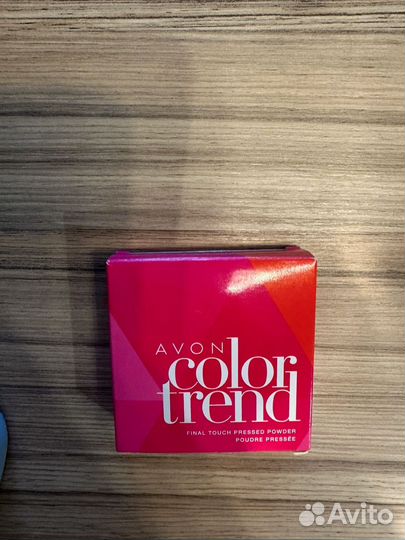 AVON
color
trend
FINAL TOUCH PRESSED POWDER
POUDRE PRESSÉE
Avito